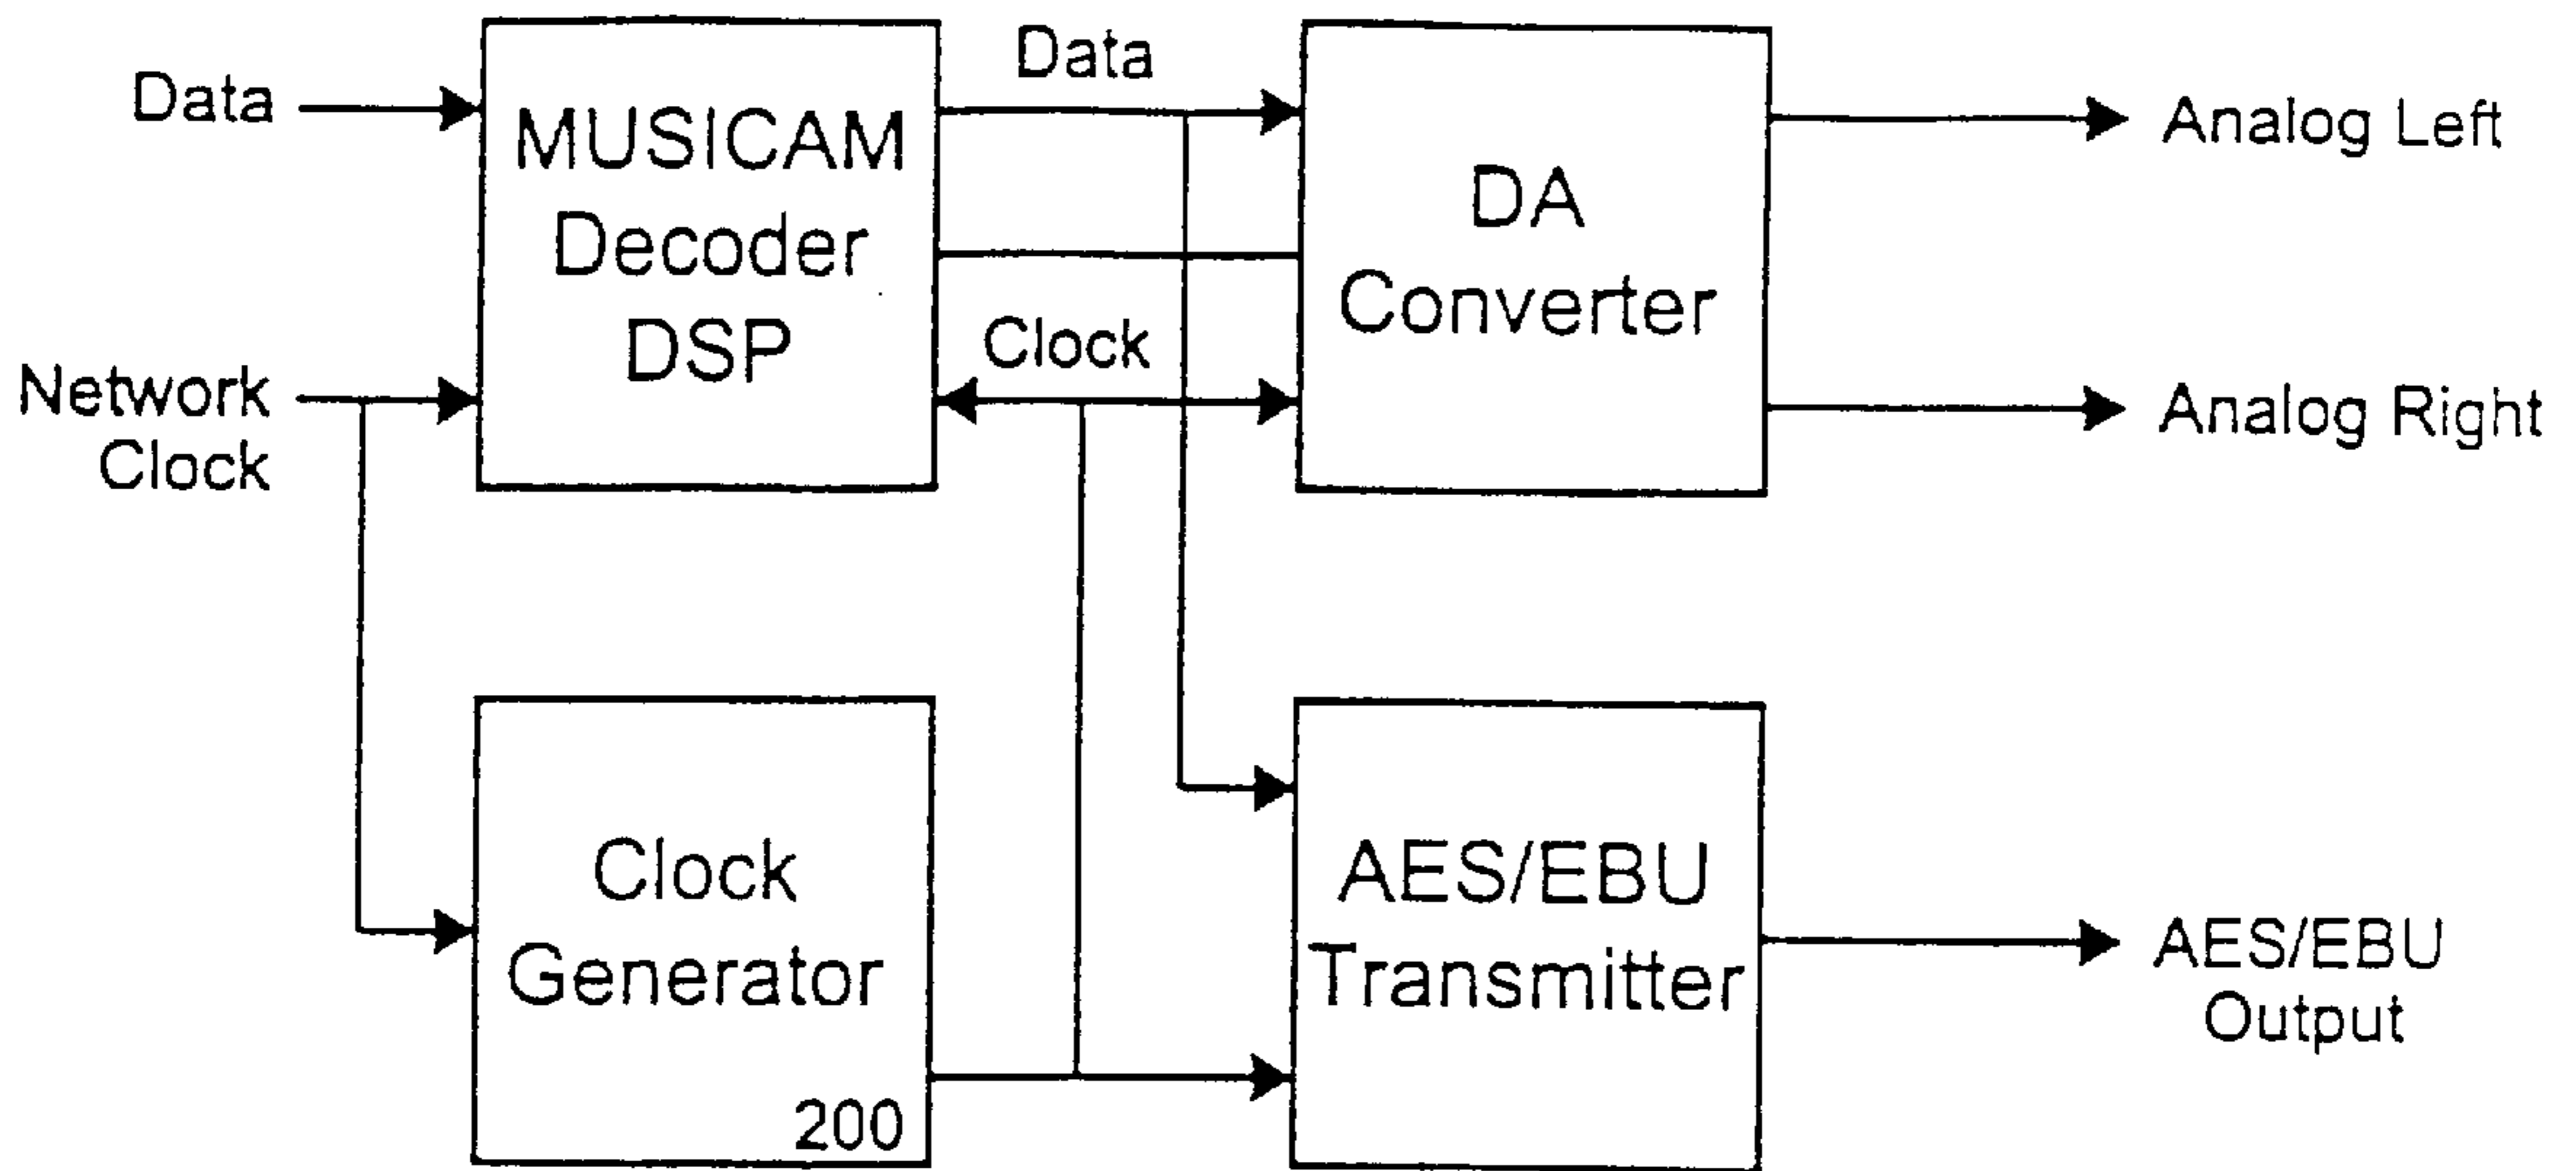 Data
MUSICAM
Decoder
DSP
Data
Clock
DA
Converter
Analog Left
Analog Right
Network
Clock
Clock
Generator
200
AES/EBU
Transmitter
AES/EBU
Output